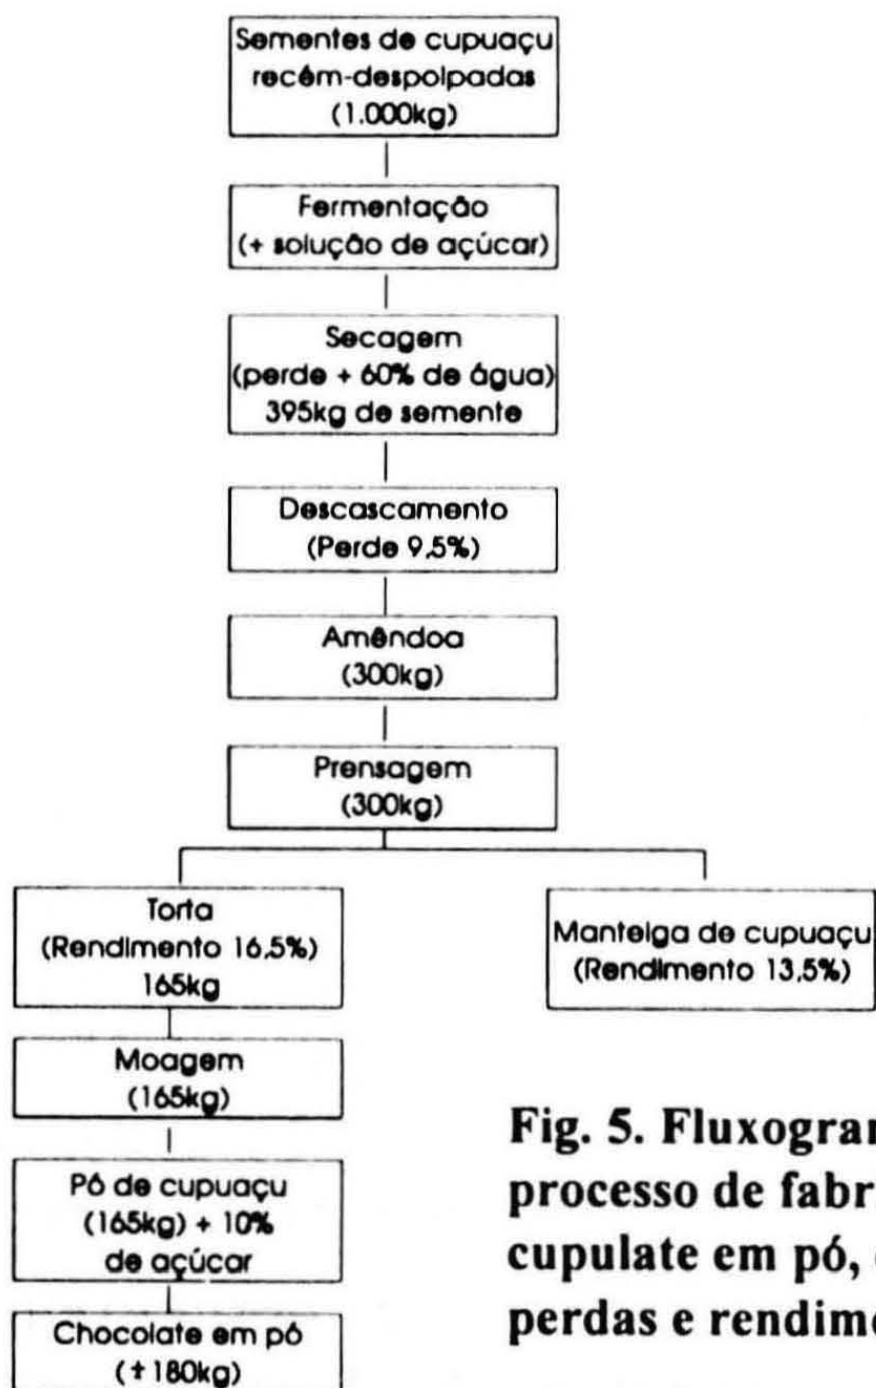 Sementes de cupuaçu
recém-despolpadas
(1.000kg)
Fermentação
(+ solução de açúcar)
Secagem
(perde + 60% de água)
395kg de semente
Descascamento
(Perde 9,5%)
Amêndoa
(300kg)
Prensagem
(300kg)
Torta
(Rendimento 16,5%)
165kg
Manteiga de cupuaçu
(Rendimento 13,5%)
Moagem
(165kg)
Pó de cupuaçu
(165kg) + 10%
de açúcar
Chocolate em pó
(±180kg)
Fig. 5. Fluxogran
processo de fabr
cupulate em pó,
perdas e rendim